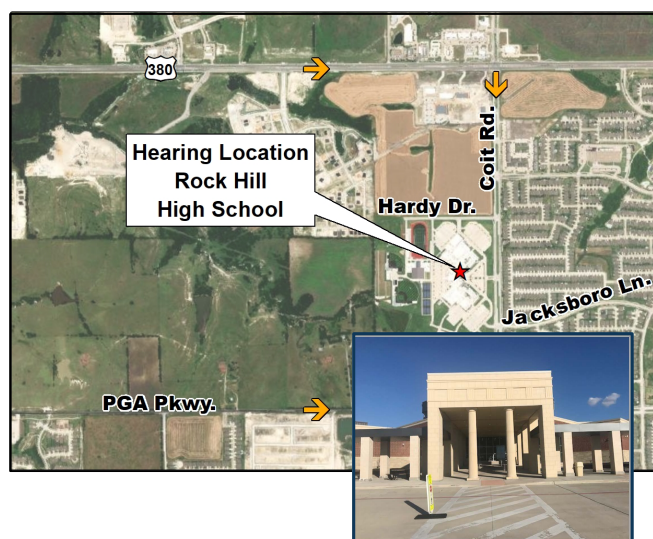 380
Coit Rd.
Hearing Location
Rock Hill
High School
Hardy Dr.
Jacksboro Ln.
PGA Pkwy.